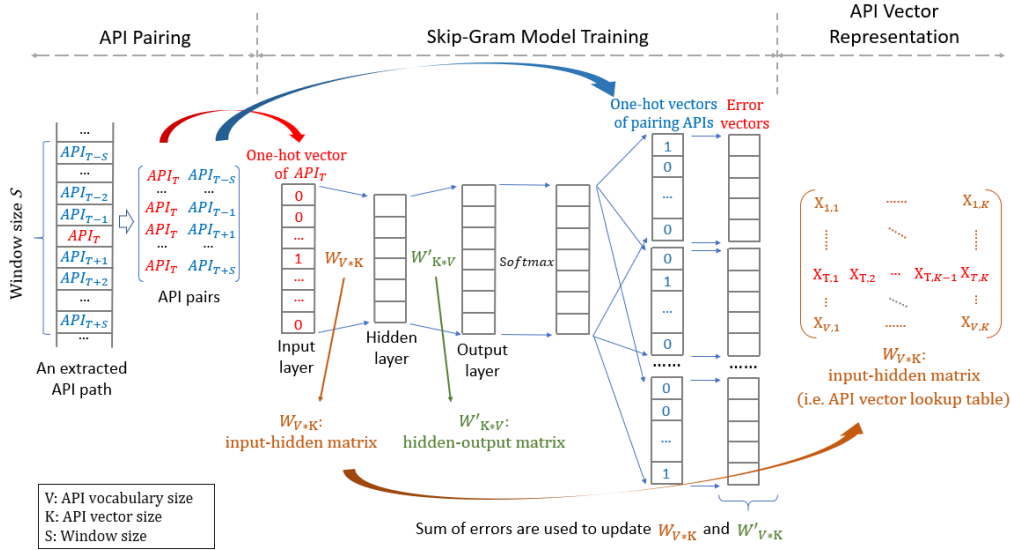 API Pairing
Skip-Gram Model Training
API Vector
Representation
Window size S
...
API_{T−S}
...
API_{T−2}
API_{T−1}
API_T
API_{T+1}
API_{T+2}
...
API_{T+S}
...
An extracted
API path
API_T API_{T−S}
... ...
API_T API_{T−1}
API_T API_{T+1}
... ...
API_T API_{T+S}
API pairs
One-hot vector
of API_T
0
0
...
1
...
...
0
Input
layer
W_{V*K}
Hidden
layer
W'_{K*V}
Output
layer
Softmax
One-hot vectors
of pairing APIs
Error
vectors
1
0
...
0
0
1
...
0
...... ......
0
0
...
1
X_{1,1} ...... X_{1,K}
X_{T,1} X_{T,2} ... X_{T,K−1} X_{T,K}
X_{V,1} ...... X_{V,K}
W_{V*K}:
input-hidden matrix
(i.e. API vector lookup table)
W_{V*K}:
input-hidden matrix
W'_{K*V}:
hidden-output matrix
V: API vocabulary size
K: API vector size
S: Window size
Sum of errors are used to update W_{V*K} and W'_{V*K}